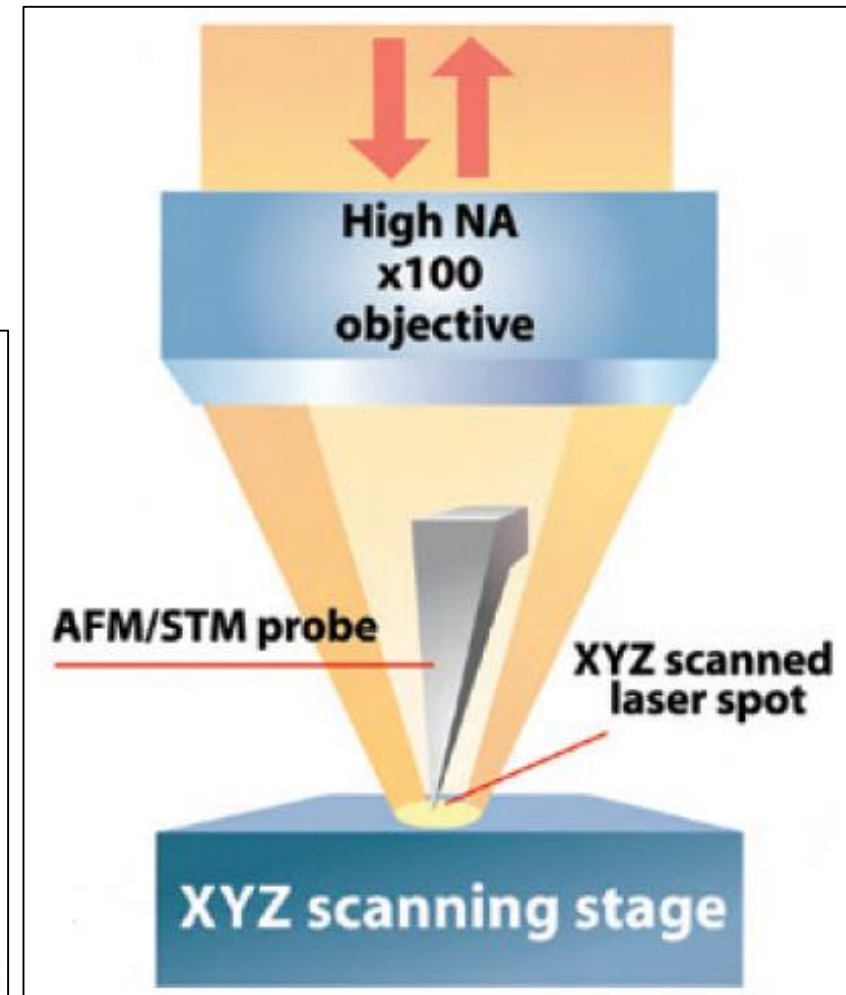 High NA
x100
objective
AFM/STM probe
XYZ scanned
laser spot
XYZ scanning stage